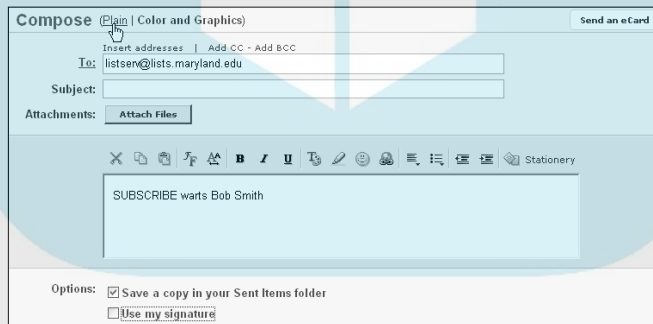 Compose (Plain | Color and Graphics)
Send an eCard
Insert addresses | Add CC - Add BCC
To: listserv@lists.maryland.edu
Subject:
Attachments: Attach Files
B I U Stationery
SUBSCRIBE warts Bob Smith
Options: Save a copy in your Sent Items folder
Use my signature